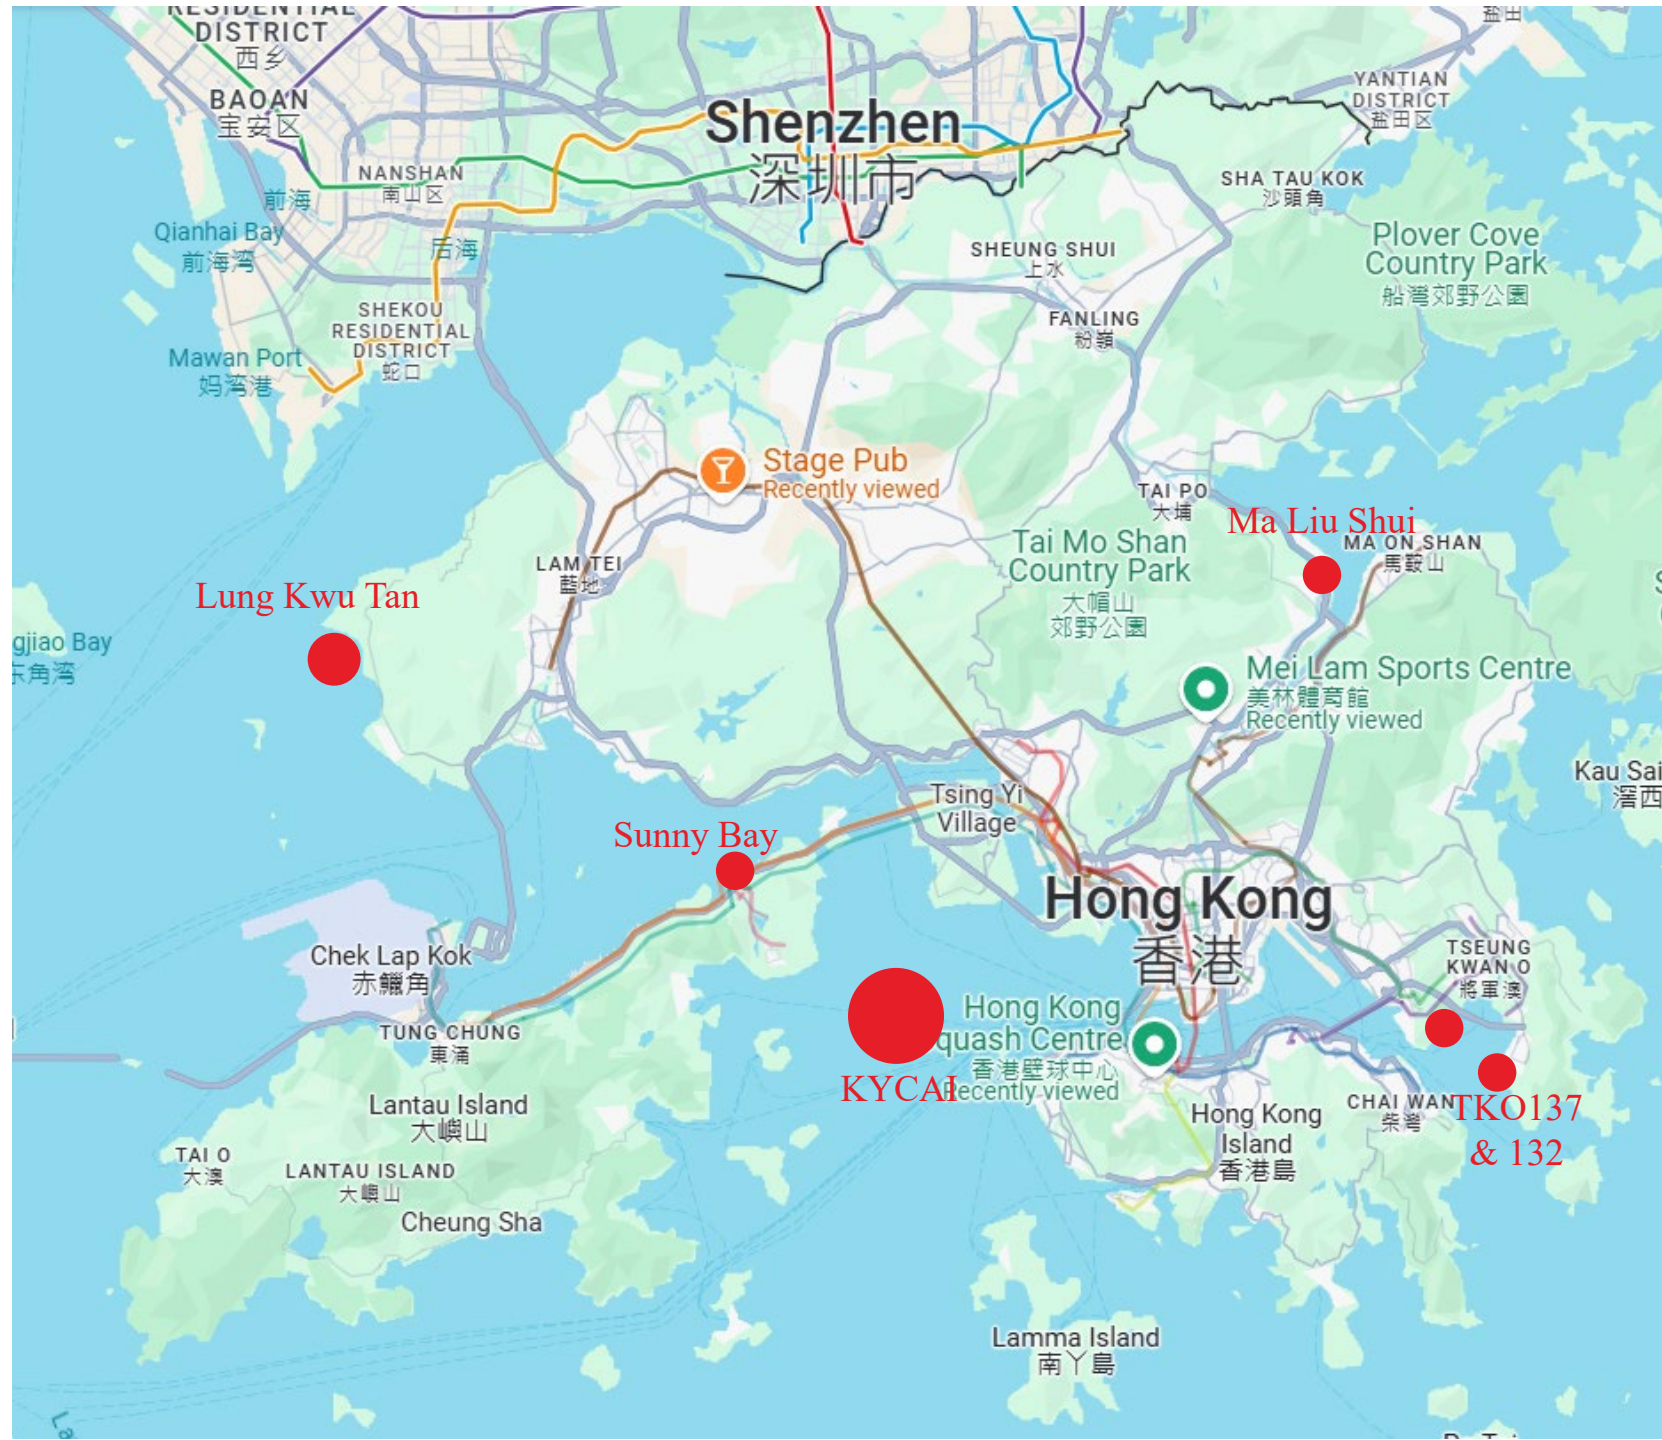 RESIDENTIAL
DISTRICT
西乡
BAOAN
宝安区
NANSHAN
南山区
前海
Qianhai Bay
前海湾
后海
SHEKOU
RESIDENTIAL
DISTRICT
蛇口
Mawan Port
妈湾港
Shenzhen
深圳市
盐田
YANTIAN
DISTRICT
盐田区
SHA TAU KOK
沙頭角
SHEUNG SHUI
上水
Plover Cove
Country Park
船灣郊野公園
FANLING
粉嶺
Stage Pub
Recently viewed
TAI PO
大埔
Ma Liu Shui
MA ON SHAN
馬鞍山
Tai Mo Shan
Country Park
大帽山
郊野公園
LAM TEI
藍地
Lung Kwu Tan
gjiao Bay
东角湾
Mei Lam Sports Centre
美林體育館
Recently viewed
Kau Sai
滘西
Tsing Yi
Village
Sunny Bay
Hong Kong
香港
Chek Lap Kok
赤鱲角
TSEUNG
KWAN O
將軍澳
Hong Kong
quash Centre
香港壁球中心
Recently viewed
KYCAI
TUNG CHUNG
東涌
Lantau Island
大嶼山
CHAI WAN
柴灣
TKO137
& 132
Hong Kong
Island
香港島
TAI O
大澳
LANTAU ISLAND
大嶼山
Cheung Sha
Lamma Island
南丫島